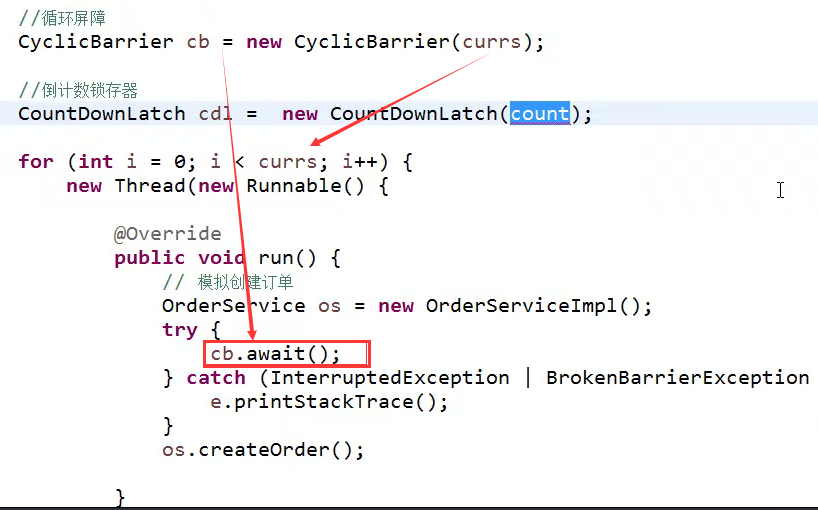 //循环屏障
CyclicBarrier cb = new CyclicBarrier(currs);
//倒计数锁存器
CountDownLatch cdl =  new CountDownLatch(count);
for (int i = 0; i < currs; i++) {
new Thread(new Runnable() {
@Override
public void run() {
// 模拟创建订单
OrderService os = new OrderServiceImpl();
try {
cb.await();
} catch (InterruptedException | BrokenBarrierException
e.printStackTrace();
}
os.createOrder();
}